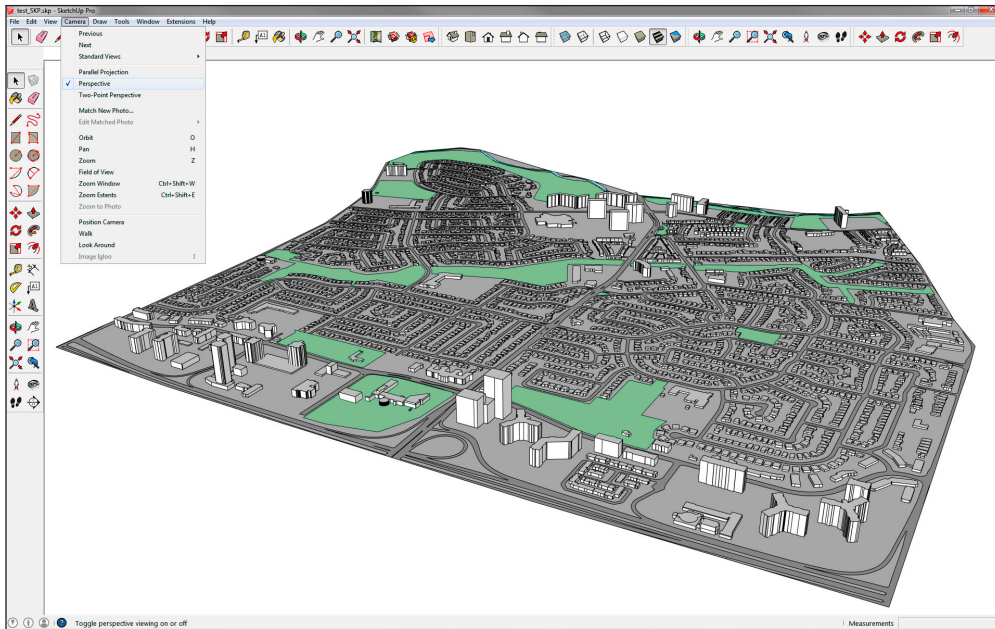 test_SKP.skp - SketchUp Pro
File Edit View Camera Draw Tools Window Extensions Help
Previous
Next
Standard Views
Parallel Projection
Perspective
Two-Point Perspective
Match New Photo...
Edit Matched Photo
Orbit O
Pan H
Zoom Z
Field of View
Zoom Window Ctrl+Shift+W
Zoom Extents Ctrl+Shift+E
Zoom to Photo
Position Camera
Walk
Look Around
Image Igloo I
Toggle perspective viewing on or off
Measurements